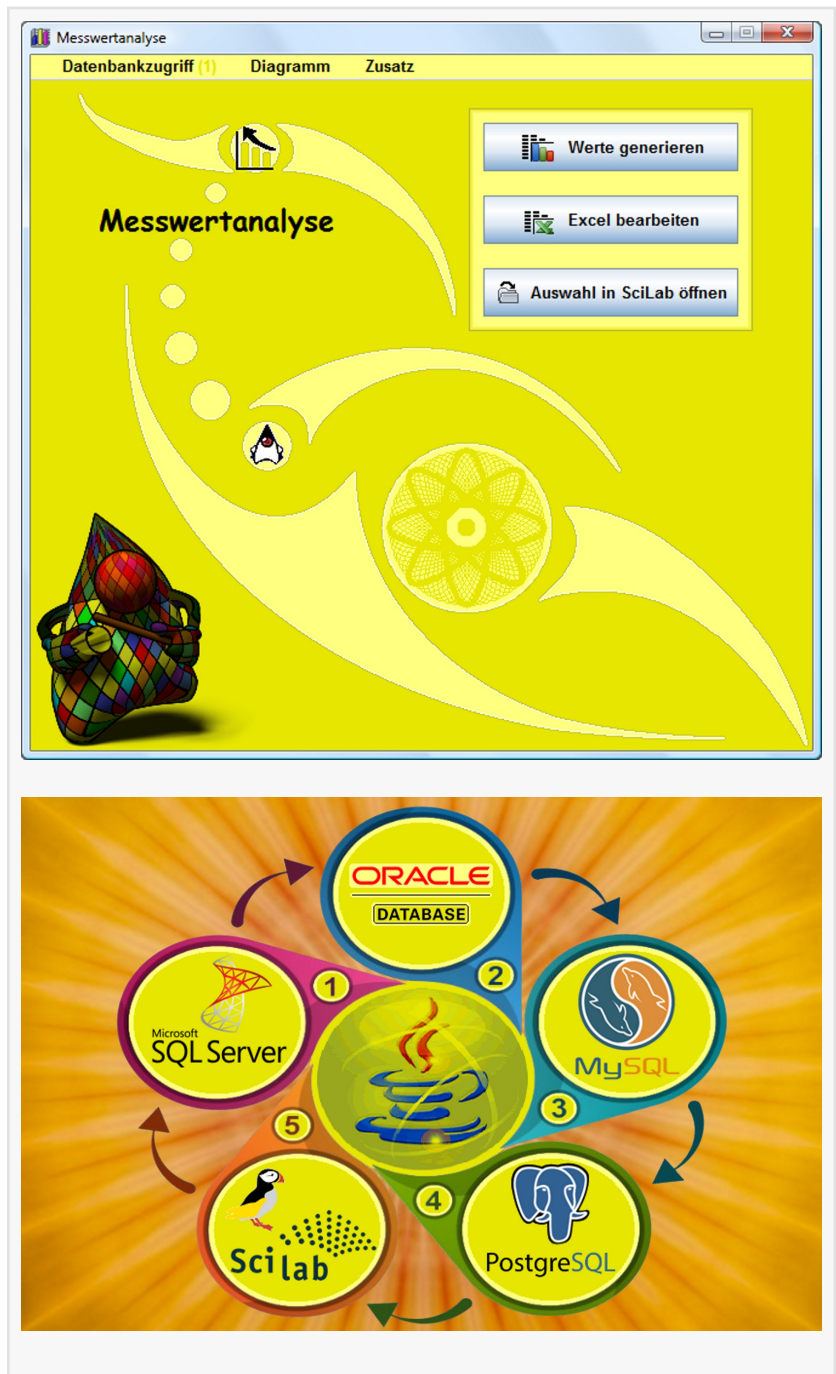 Messwertanalyse
Datenbankzugriff (1) Diagramm Zusatz
Messwertanalyse
Werte generieren
Excel bearbeiten
Auswahl in SciLab öffnen
ORACLE
DATABASE
1
2
Microsoft
SQL Server
MySQL
5
3
4
Scilab
PostgreSQL